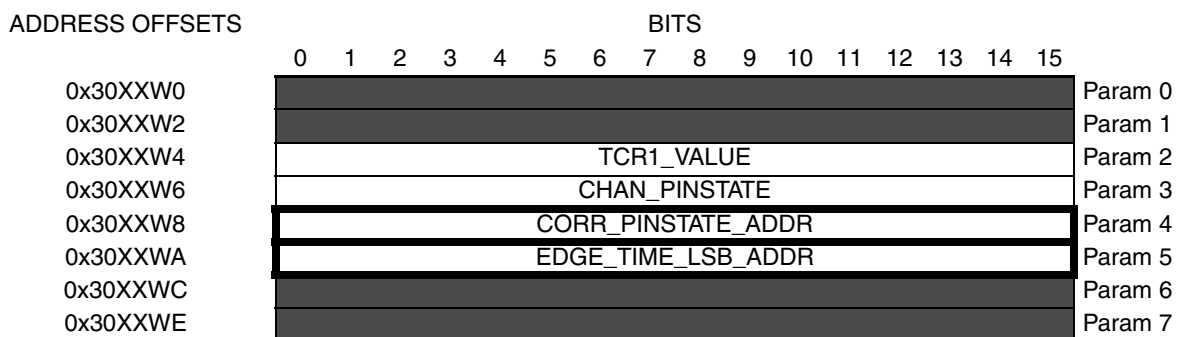 ADDRESS OFFSETS BITS
0 1 2 3 4 5 6 7 8 9 10 11 12 13 14 15
0x30XXW0 Param 0
0x30XXW2 Param 1
0x30XXW4 TCR1_VALUE Param 2
0x30XXW6 CHAN_PINSTATE Param 3
0x30XXW8 CORR_PINSTATE_ADDR Param 4
0x30XXWA EDGE_TIME_LSB_ADDR Param 5
0x30XXWC Param 6
0x30XXWE Param 7